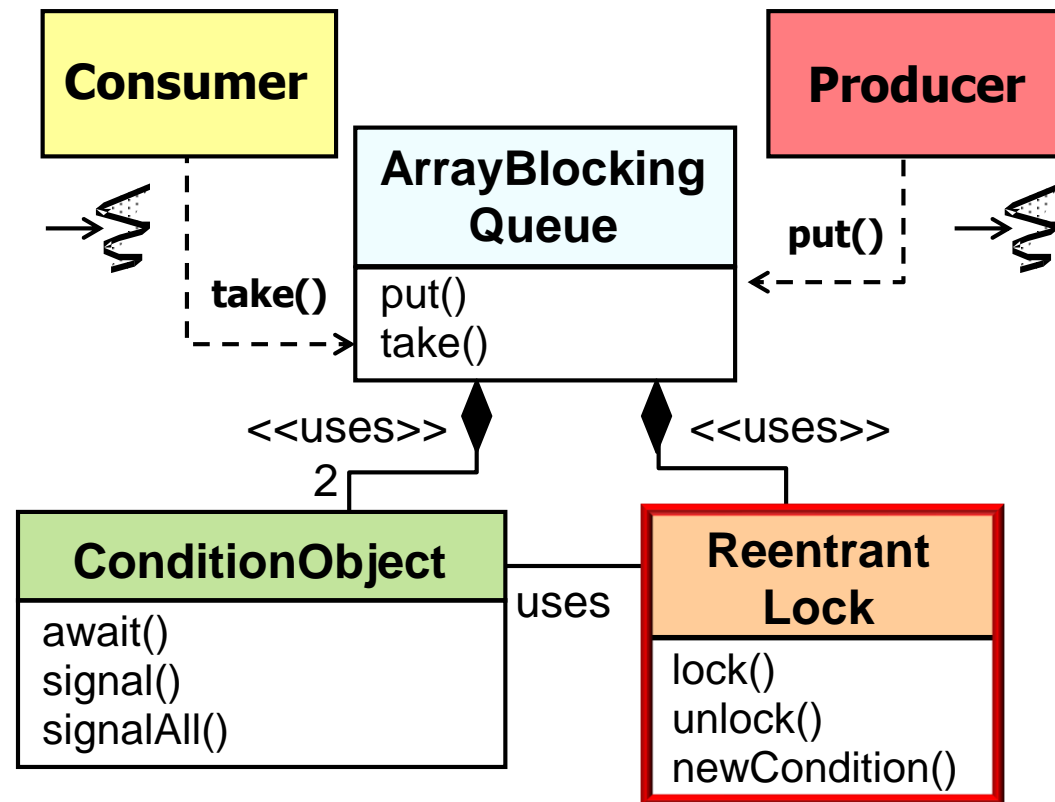 Consumer
Producer
ArrayBlocking
Queue
put()
take()
put()
take()
<<uses>>
<<uses>>
2
ConditionObject
await()
signal()
signalAll()
uses
Reentrant
Lock
lock()
unlock()
newCondition()